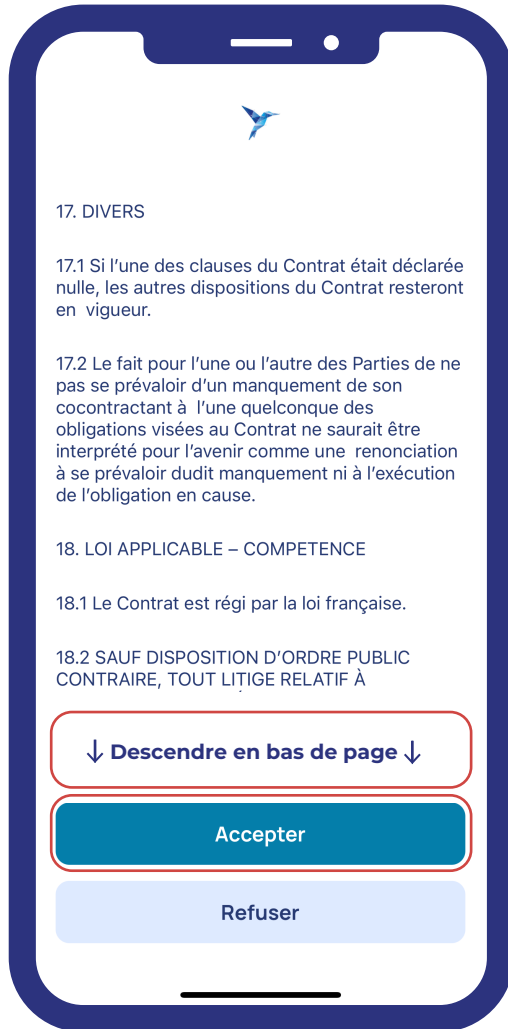 17. DIVERS
17.1 Si l’une des clauses du Contrat était déclarée
nulle, les autres dispositions du Contrat resteront
en  vigueur.
17.2 Le fait pour l’une ou l’autre des Parties de ne
pas se prévaloir d’un manquement de son
cocontractant à  l’une quelconque des
obligations visées au Contrat ne saurait être
interprété pour l’avenir comme une  renonciation
à se prévaloir dudit manquement ni à l’exécution
de l’obligation en cause.
18. LOI APPLICABLE – COMPETENCE
18.1 Le Contrat est régi par la loi française.
18.2 SAUF DISPOSITION D’ORDRE PUBLIC
CONTRAIRE, TOUT LITIGE RELATIF À
↓ Descendre en bas de page ↓
Accepter
Refuser